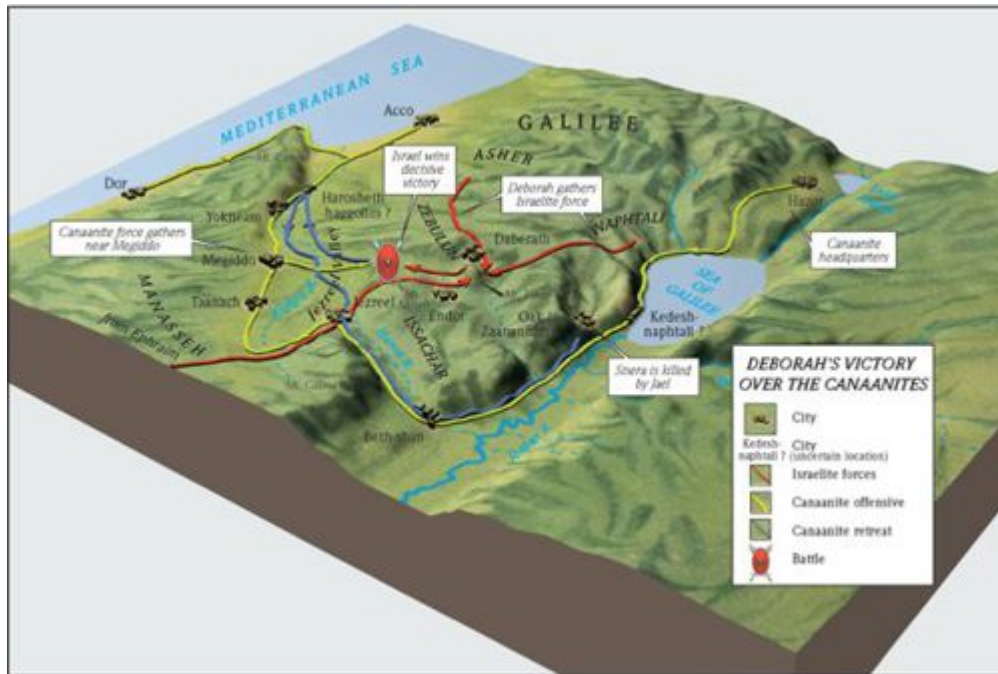 MEDITERRANEAN SEA
Acco
GALILEE
ASHER
Israel wins
decisive
victory
Dor
Deborah gathers
Israelite force
Harosheth
haggoiim ?
Yokneam
ZEBULUN
NAPHTALI
Hazor
Canaanite force gathers
near Megiddo
Daberath
Canaanite
headquarters
Megiddo
Jezreel Valley
SEA
OF
GALILEE
MANASSEH
Taanach
Jezreel
Endor
Kedesh-
naphtali ?
from Ephraim
ISSACHAR
Sisera is killed
by Jael
Beth-shan
DEBORAH'S VICTORY
OVER THE CANAANITES
City
Kedesh-
naphtali ?
City
(uncertain location)
Israelite forces
Canaanite offensive
Canaanite retreat
Battle